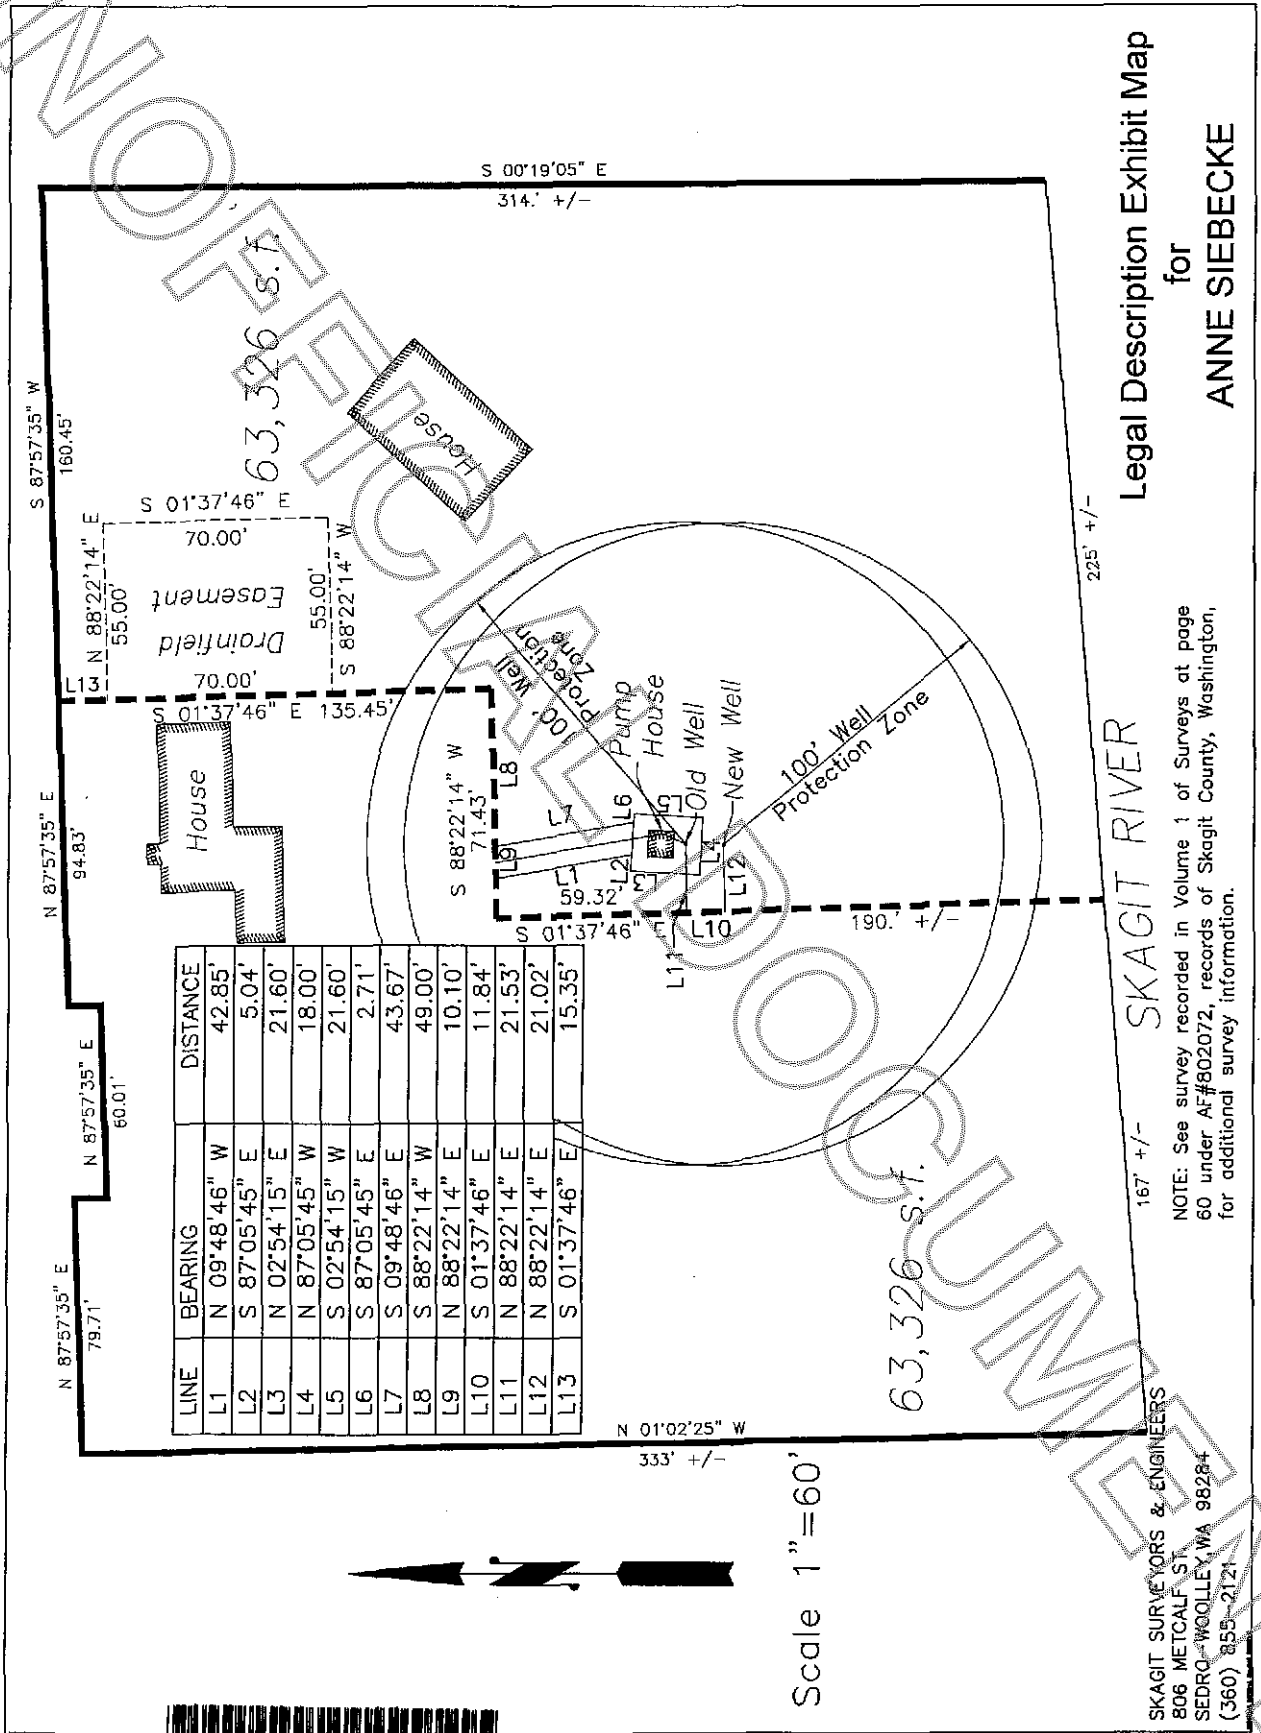 UNOFFICIAL DOCUMENT
N 87°57'35" E
79.71'
N 87°57'35" E
60.01'
N 87°57'35" E
94.83'
S 87°57'35" W
160.45'
LINE BEARING DISTANCE
L1 N 09°48'46" W 42.85'
L2 S 87°05'45" E 5.04'
L3 N 02°54'15" E 21.60'
L4 N 87°05'45" W 18.00'
L5 S 02°54'15" W 21.60'
L6 S 87°05'45" E 2.71'
L7 S 09°48'46" E 43.67'
L8 S 88°22'14" W 49.00'
L9 N 88°22'14" E 10.10'
L10 S 01°37'46" E 11.84'
L11 N 88°22'14" E 21.53'
L12 N 88°22'14" E 21.02'
L13 S 01°37'46" E 15.35'
House
L13
N 88°22'14" E
55.00'
S 01°37'46" E
70.00'
Drainfield
Easement
70.00'
55.00'
S 88°22'14" W
S 01°37'46" E 135.45'
63,326 s.f.
House
S 00°19'05" E
314.' +/-
S 88°22'14" W
71.43'
L8
L9
L7
L1
59.32'
L2
L3
L6
L5
S 01°37'46" E
L11
L10
L12
100' Well
Protection
Zone
Pump
House
Old Well
New Well
100' Well
Protection Zone
190.' +/-
N 01°02'25" W
333' +/-
63,326 s.f.
Scale 1"=60'
167' +/-
SKAGIT RIVER
225' +/-
NOTE: See survey recorded in Volume 1 of Surveys at page
60 under AF#802072, records of Skagit County, Washington,
for additional survey information.
SKAGIT SURVEYORS & ENGINEERS
806 METCALF ST.
SEDRO-WOOLLEY, WA 98284
(360) 855-2121
Legal Description Exhibit Map
for
ANNE SIEBECKE